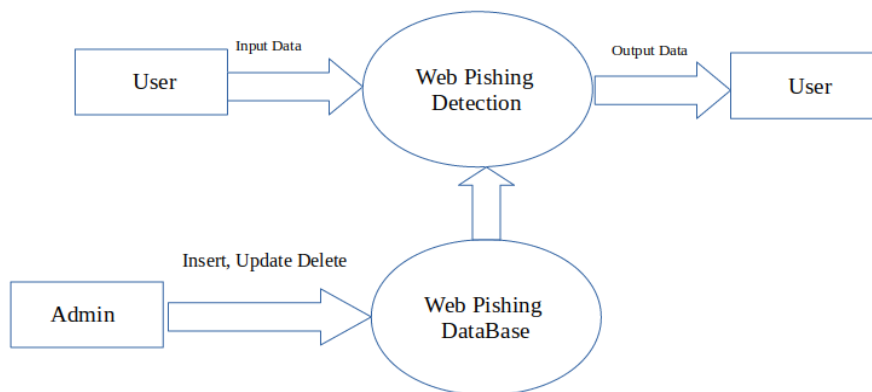 Input Data
Output Data
User
Web Pishing
Detection
User
Insert, Update Delete
Admin
Web Pishing
DataBase